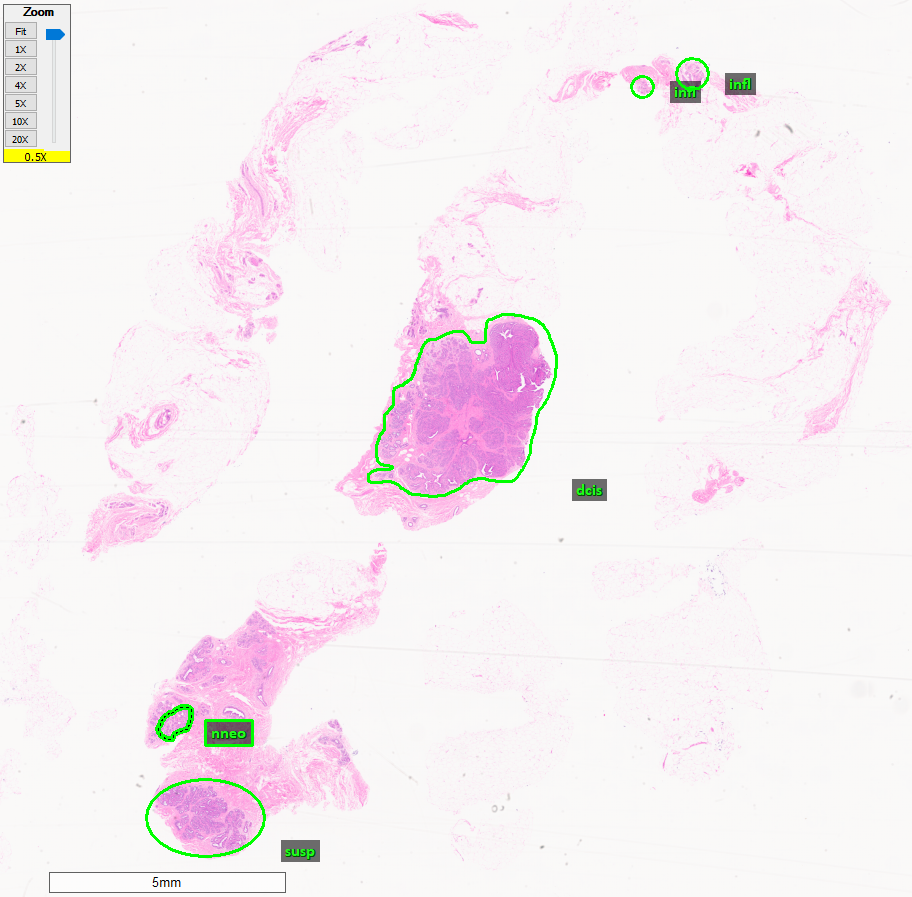 Zoom
Fit
1X
2X
4X
5X
10X
20X
0.5X
infl
infl
dcis
nneo
susp
5mm